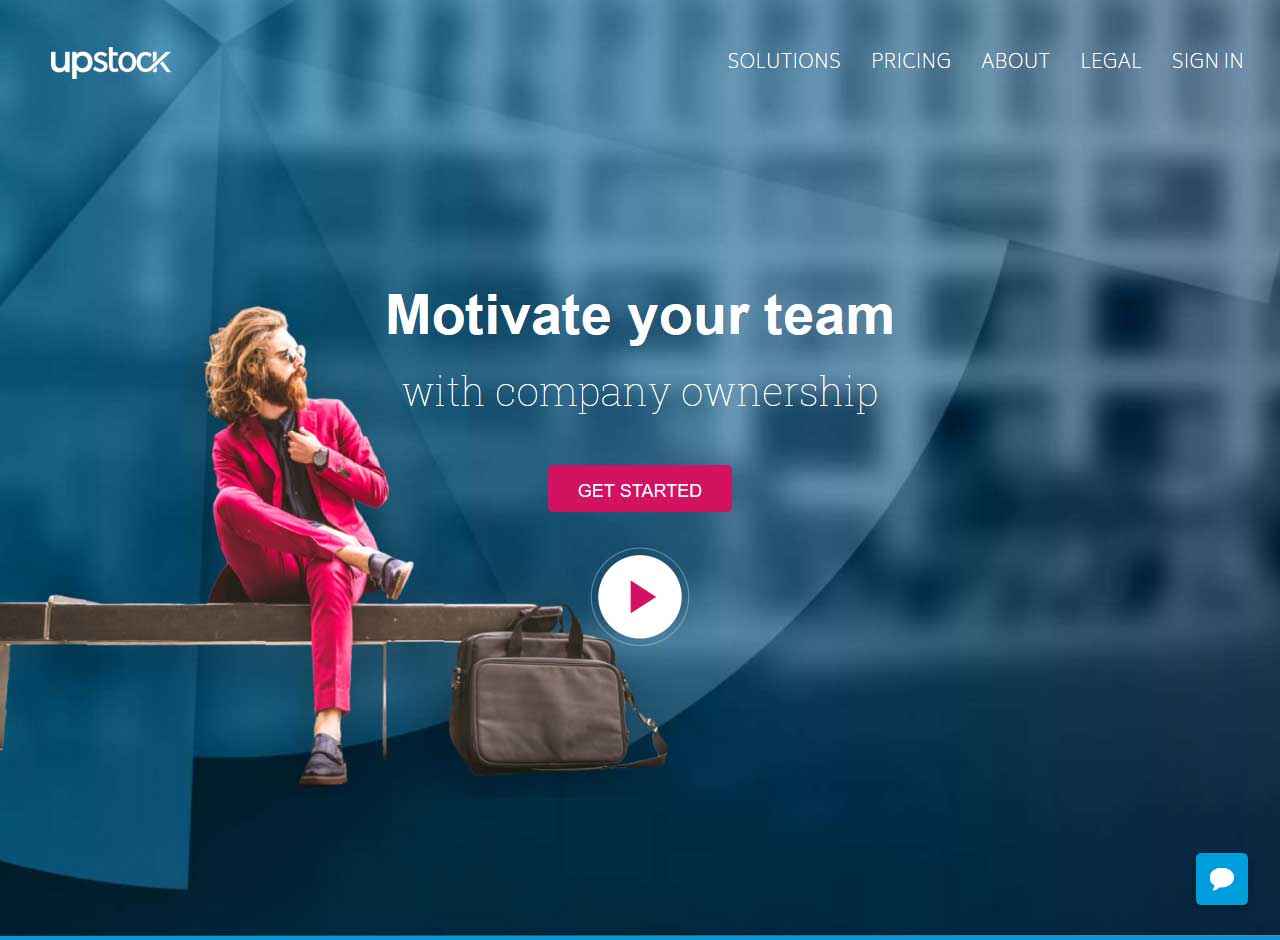 upstock
SOLUTIONS PRICING ABOUT LEGAL SIGN IN
Motivate your team
with company ownership
GET STARTED